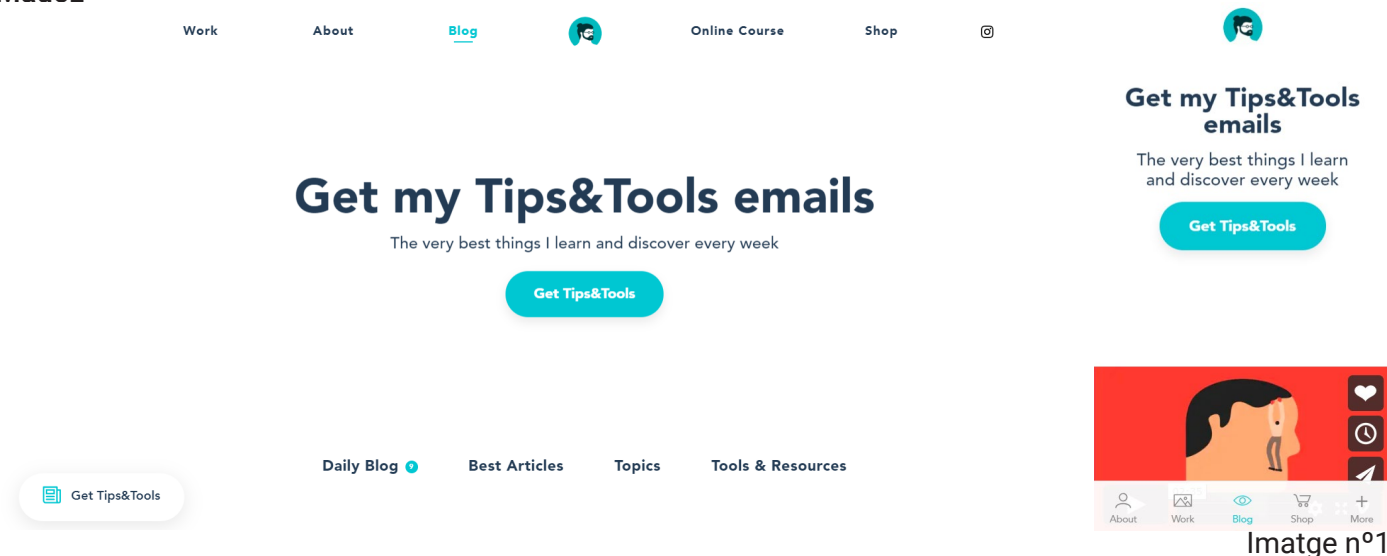 Work
About
Blog
Online Course
Shop
Get my Tips&Tools emails
The very best things I learn and discover every week
Get Tips&Tools
Daily Blog 9
Best Articles
Topics
Tools & Resources
Get Tips&Tools
Get my Tips&Tools
emails
The very best things I learn
and discover every week
Get Tips&Tools
About
Work
Blog
Shop
More
Imatge nº1